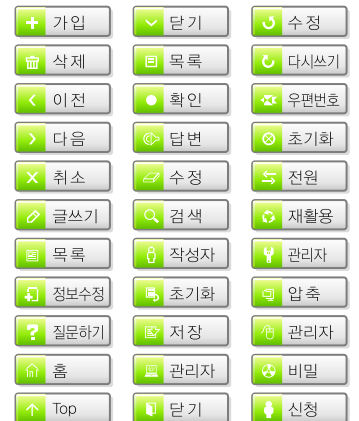 가입 닫기 수정
삭제 목록 다시쓰기
이전 확인 우편번호
다음 답변 초기화
취소 수정 전원
글쓰기 검색 재활용
목록 작성자 관리자
정보수정 초기화 압축
질문하기 저장 관리자
홈 관리자 비밀
Top 닫기 신청